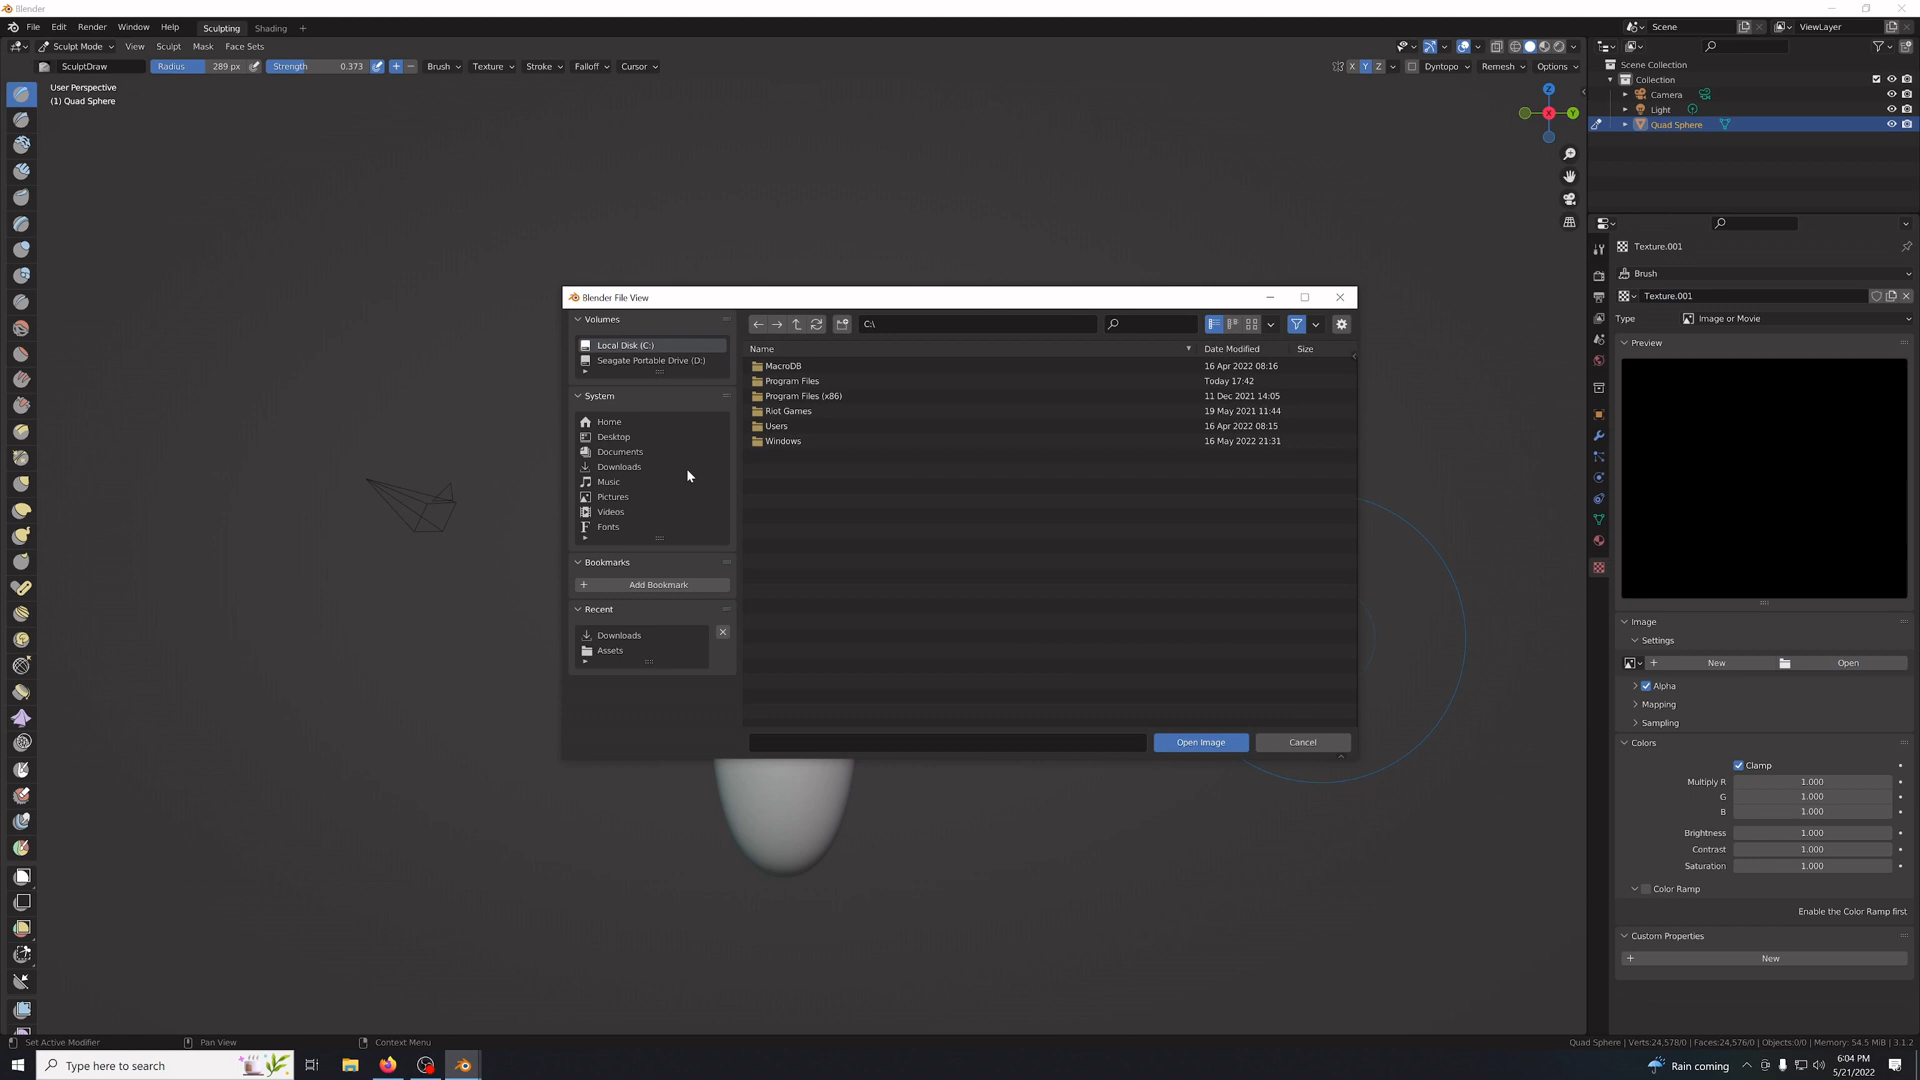 Blender
File Edit Render Window Help Sculpting Shading Scene ViewLayer
Sculpt Mode View Sculpt Mask Face Sets
SculptDraw Radius 289 px Strength 0.373 Brush Texture Stroke Falloff Cursor X Y Z Dyntopo Remesh Options
User Perspective
(1) Quad Sphere
Z
X
Y
Scene Collection
Collection
Camera
Light
Quad Sphere
Texture.001
Brush
Texture.001
Type Image or Movie
Preview
Blender File View
Volumes
Local Disk (C:)
Seagate Portable Drive (D:)
System
Home
Desktop
Documents
Downloads
Music
Pictures
Videos
Fonts
Bookmarks
Add Bookmark
Recent
Downloads
Assets
C:\
Name Date Modified Size
MacroDB 16 Apr 2022 08:16
Program Files Today 17:42
Program Files (x86) 11 Dec 2021 14:05
Riot Games 19 May 2021 11:44
Users 16 Apr 2022 08:15
Windows 16 May 2022 21:31
Open Image Cancel
Image
Settings
New Open
Alpha
Mapping
Sampling
Colors
Clamp
Multiply R 1.000
G 1.000
B 1.000
Brightness 1.000
Contrast 1.000
Saturation 1.000
Color Ramp
Enable the Color Ramp first
Custom Properties
New
Set Active Modifier Pan View Context Menu Quad Sphere | Verts:24,578/0 | Faces:24,576/0 | Objects:0/0 | Memory: 54.5 MiB | 3.1.2
Type here to search Rain coming 6:04 PM
5/21/2022